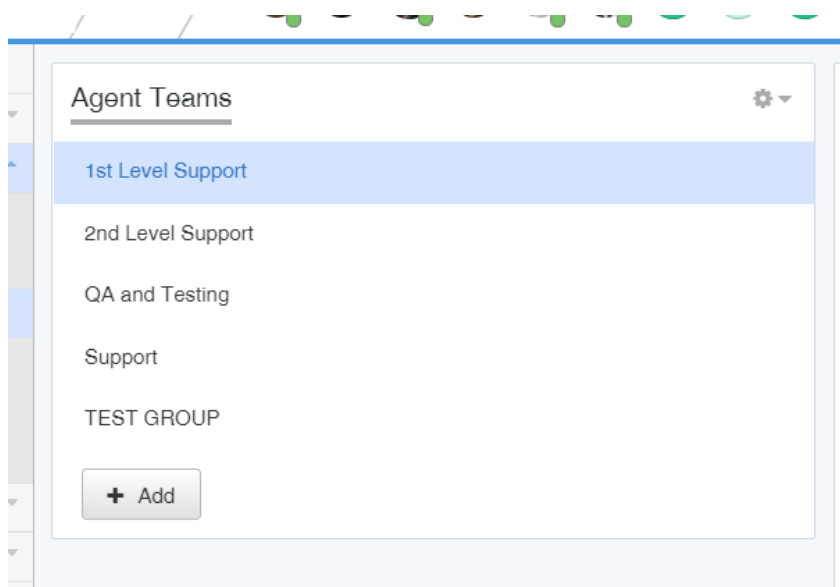 Agent Teams
1st Level Support
2nd Level Support
QA and Testing
Support
TEST GROUP
Add